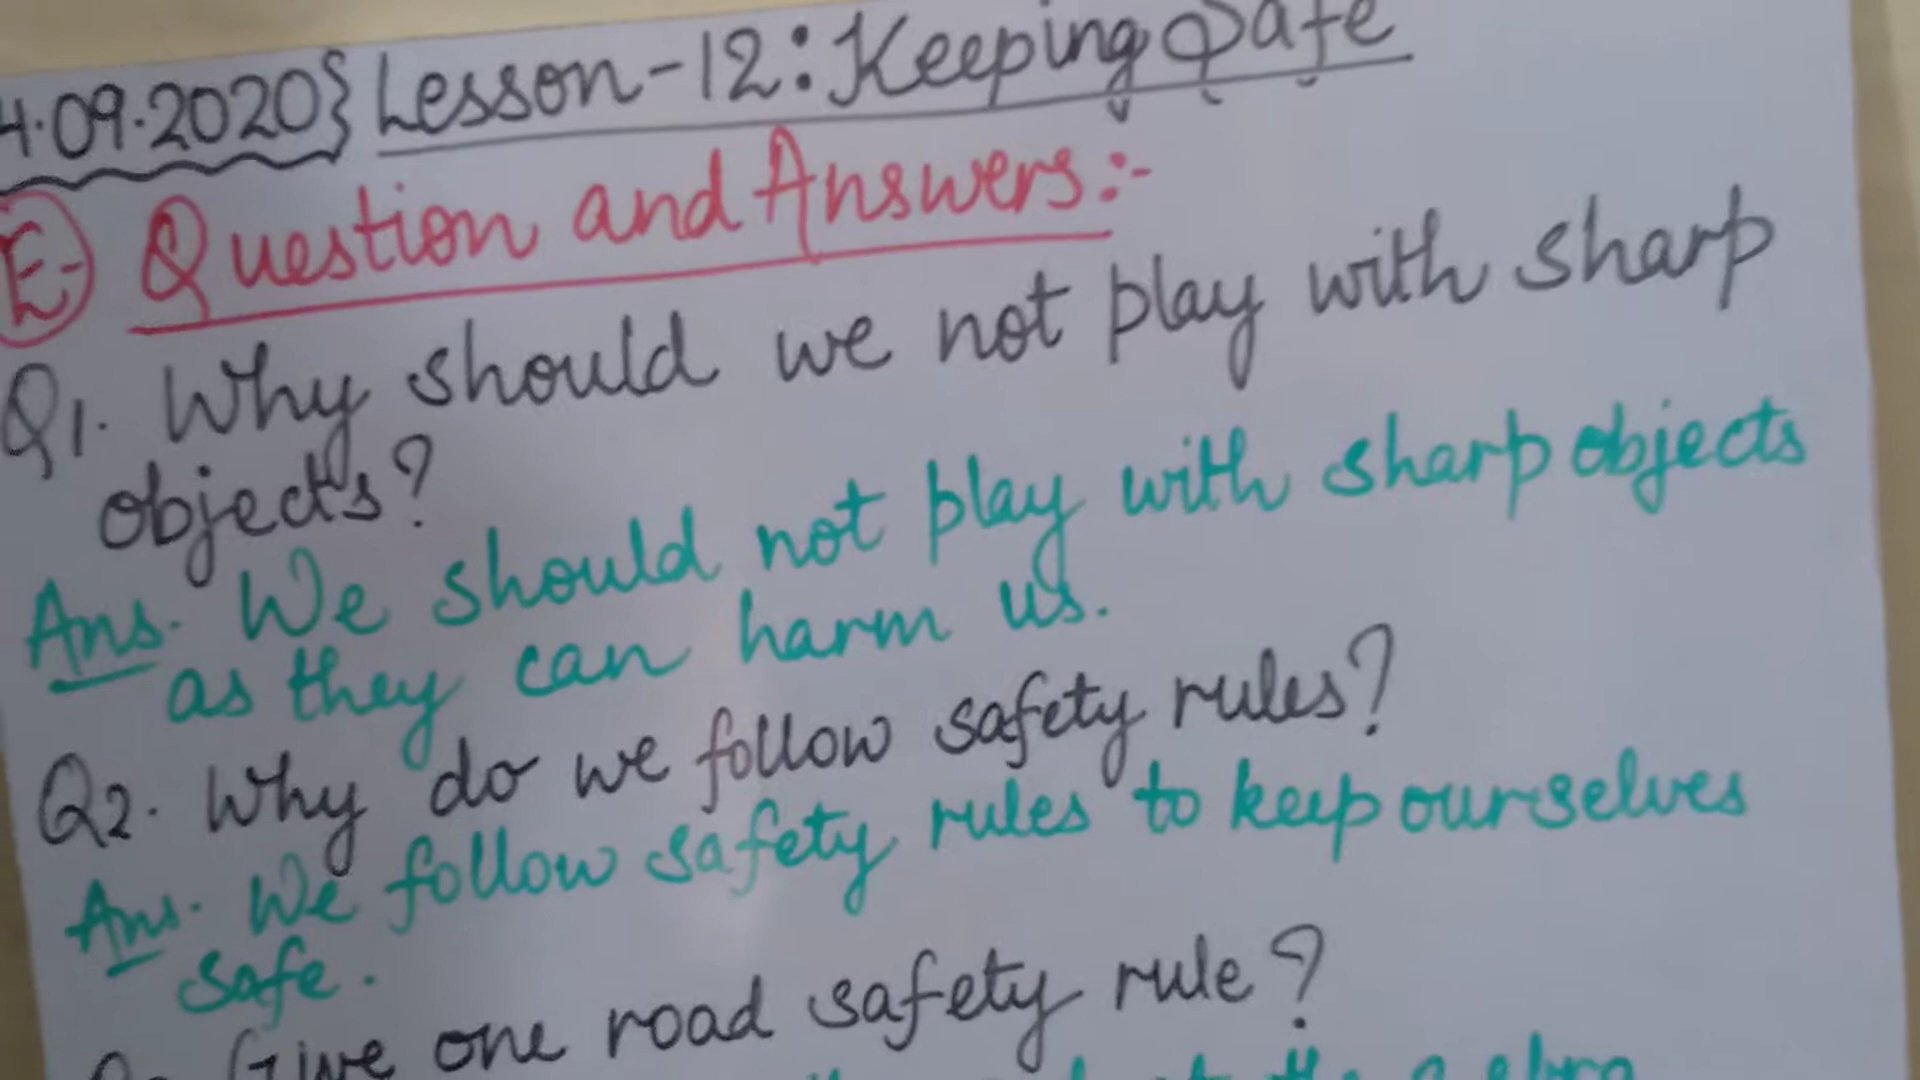 4.09.2020} Lesson-12: Keeping Safe
E- Question and Answers:-
Q1. Why should we not play with sharp
objects?
Ans. We should not play with sharp objects
as they can harm us.
Q2. Why do we follow safety rules?
Ans. We follow safety rules to keep ourselves
safe.
Give one road safety rule?